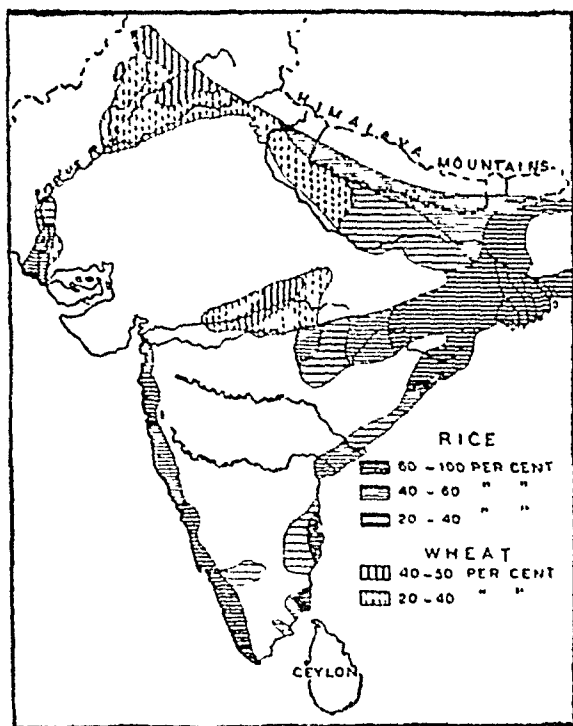 HIMALAYA
MOUNTAINS
RICE
60 - 100 PER CENT
40 - 60 " "
20 - 40 " "
WHEAT
40 - 50 PER CENT
20 - 40 " "
CEYLON